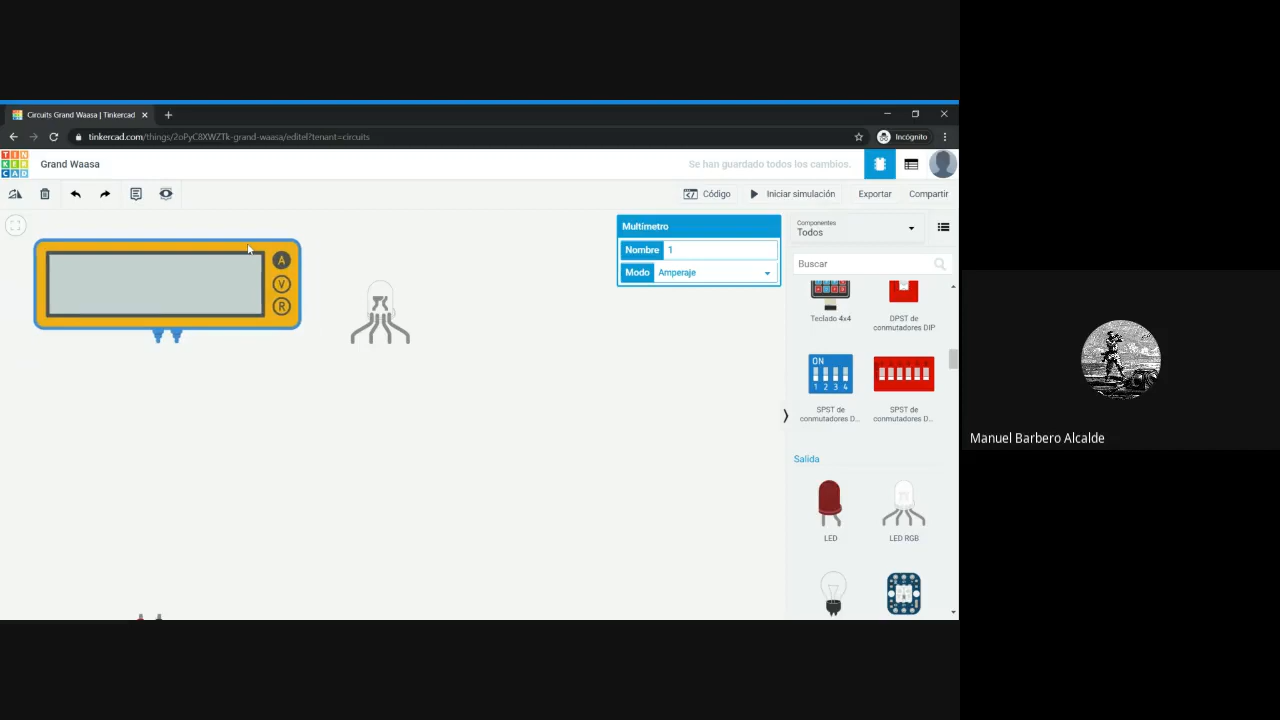 Circuits Grand Waasa | Tinkercad
tinkercad.com/things/2oPyC8XWZTk-grand-waasa/editel?tenant=circuits
Incógnito
TIN
KER
CAD
Grand Waasa
Se han guardado todos los cambios.
Código
Iniciar simulación
Exportar
Compartir
A
V
R
Multímetro
Nombre 1
Modo Amperaje
Componentes
Todos
Buscar
Teclado 4x4
DPST de
conmutadores DIP
ON
1 2 3 4
SPST de
conmutadores D...
SPST de
conmutadores D...
Salida
LED
LED RGB
Manuel Barbero Alcalde